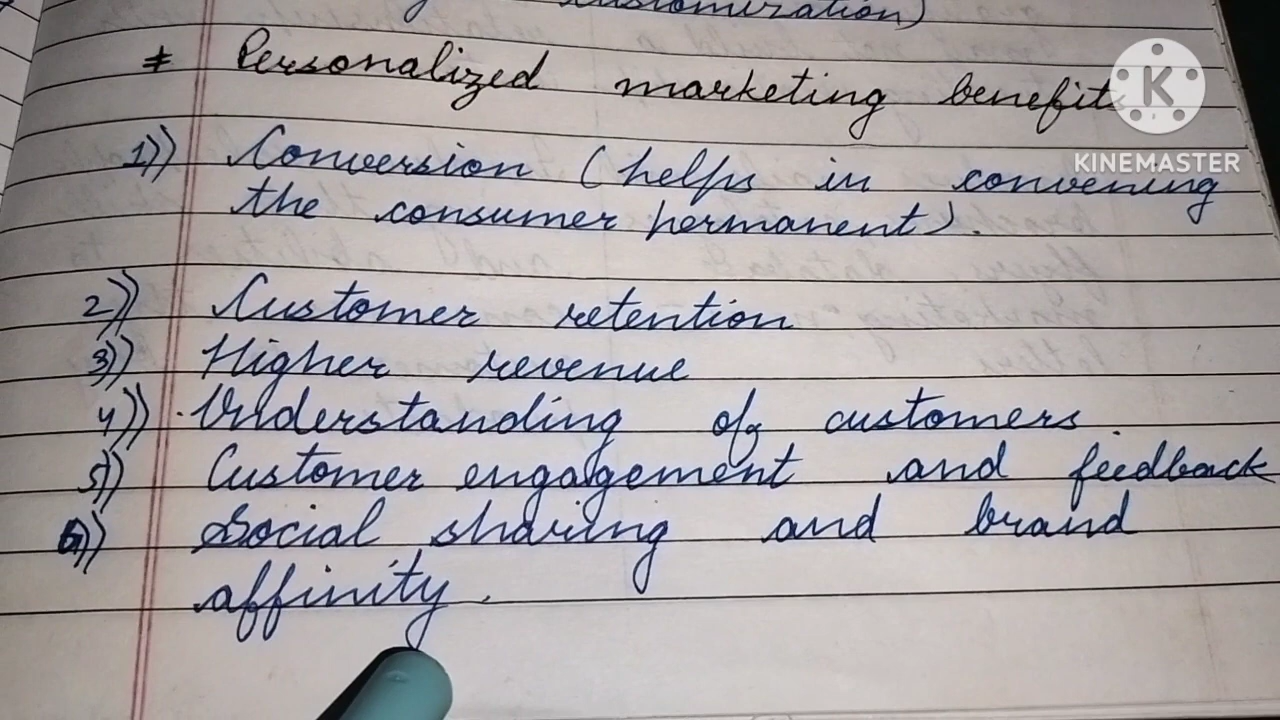 customization)
* Personalized marketing benefits
1)) Conversion (helps in convening
the consumer permanent).
2)) Customer retention
3)) Higher revenue
4)) Understanding of customers.
5)) Customer engagement and feedback
6)) Social sharing and brand
affinity.
K
KINEMASTER